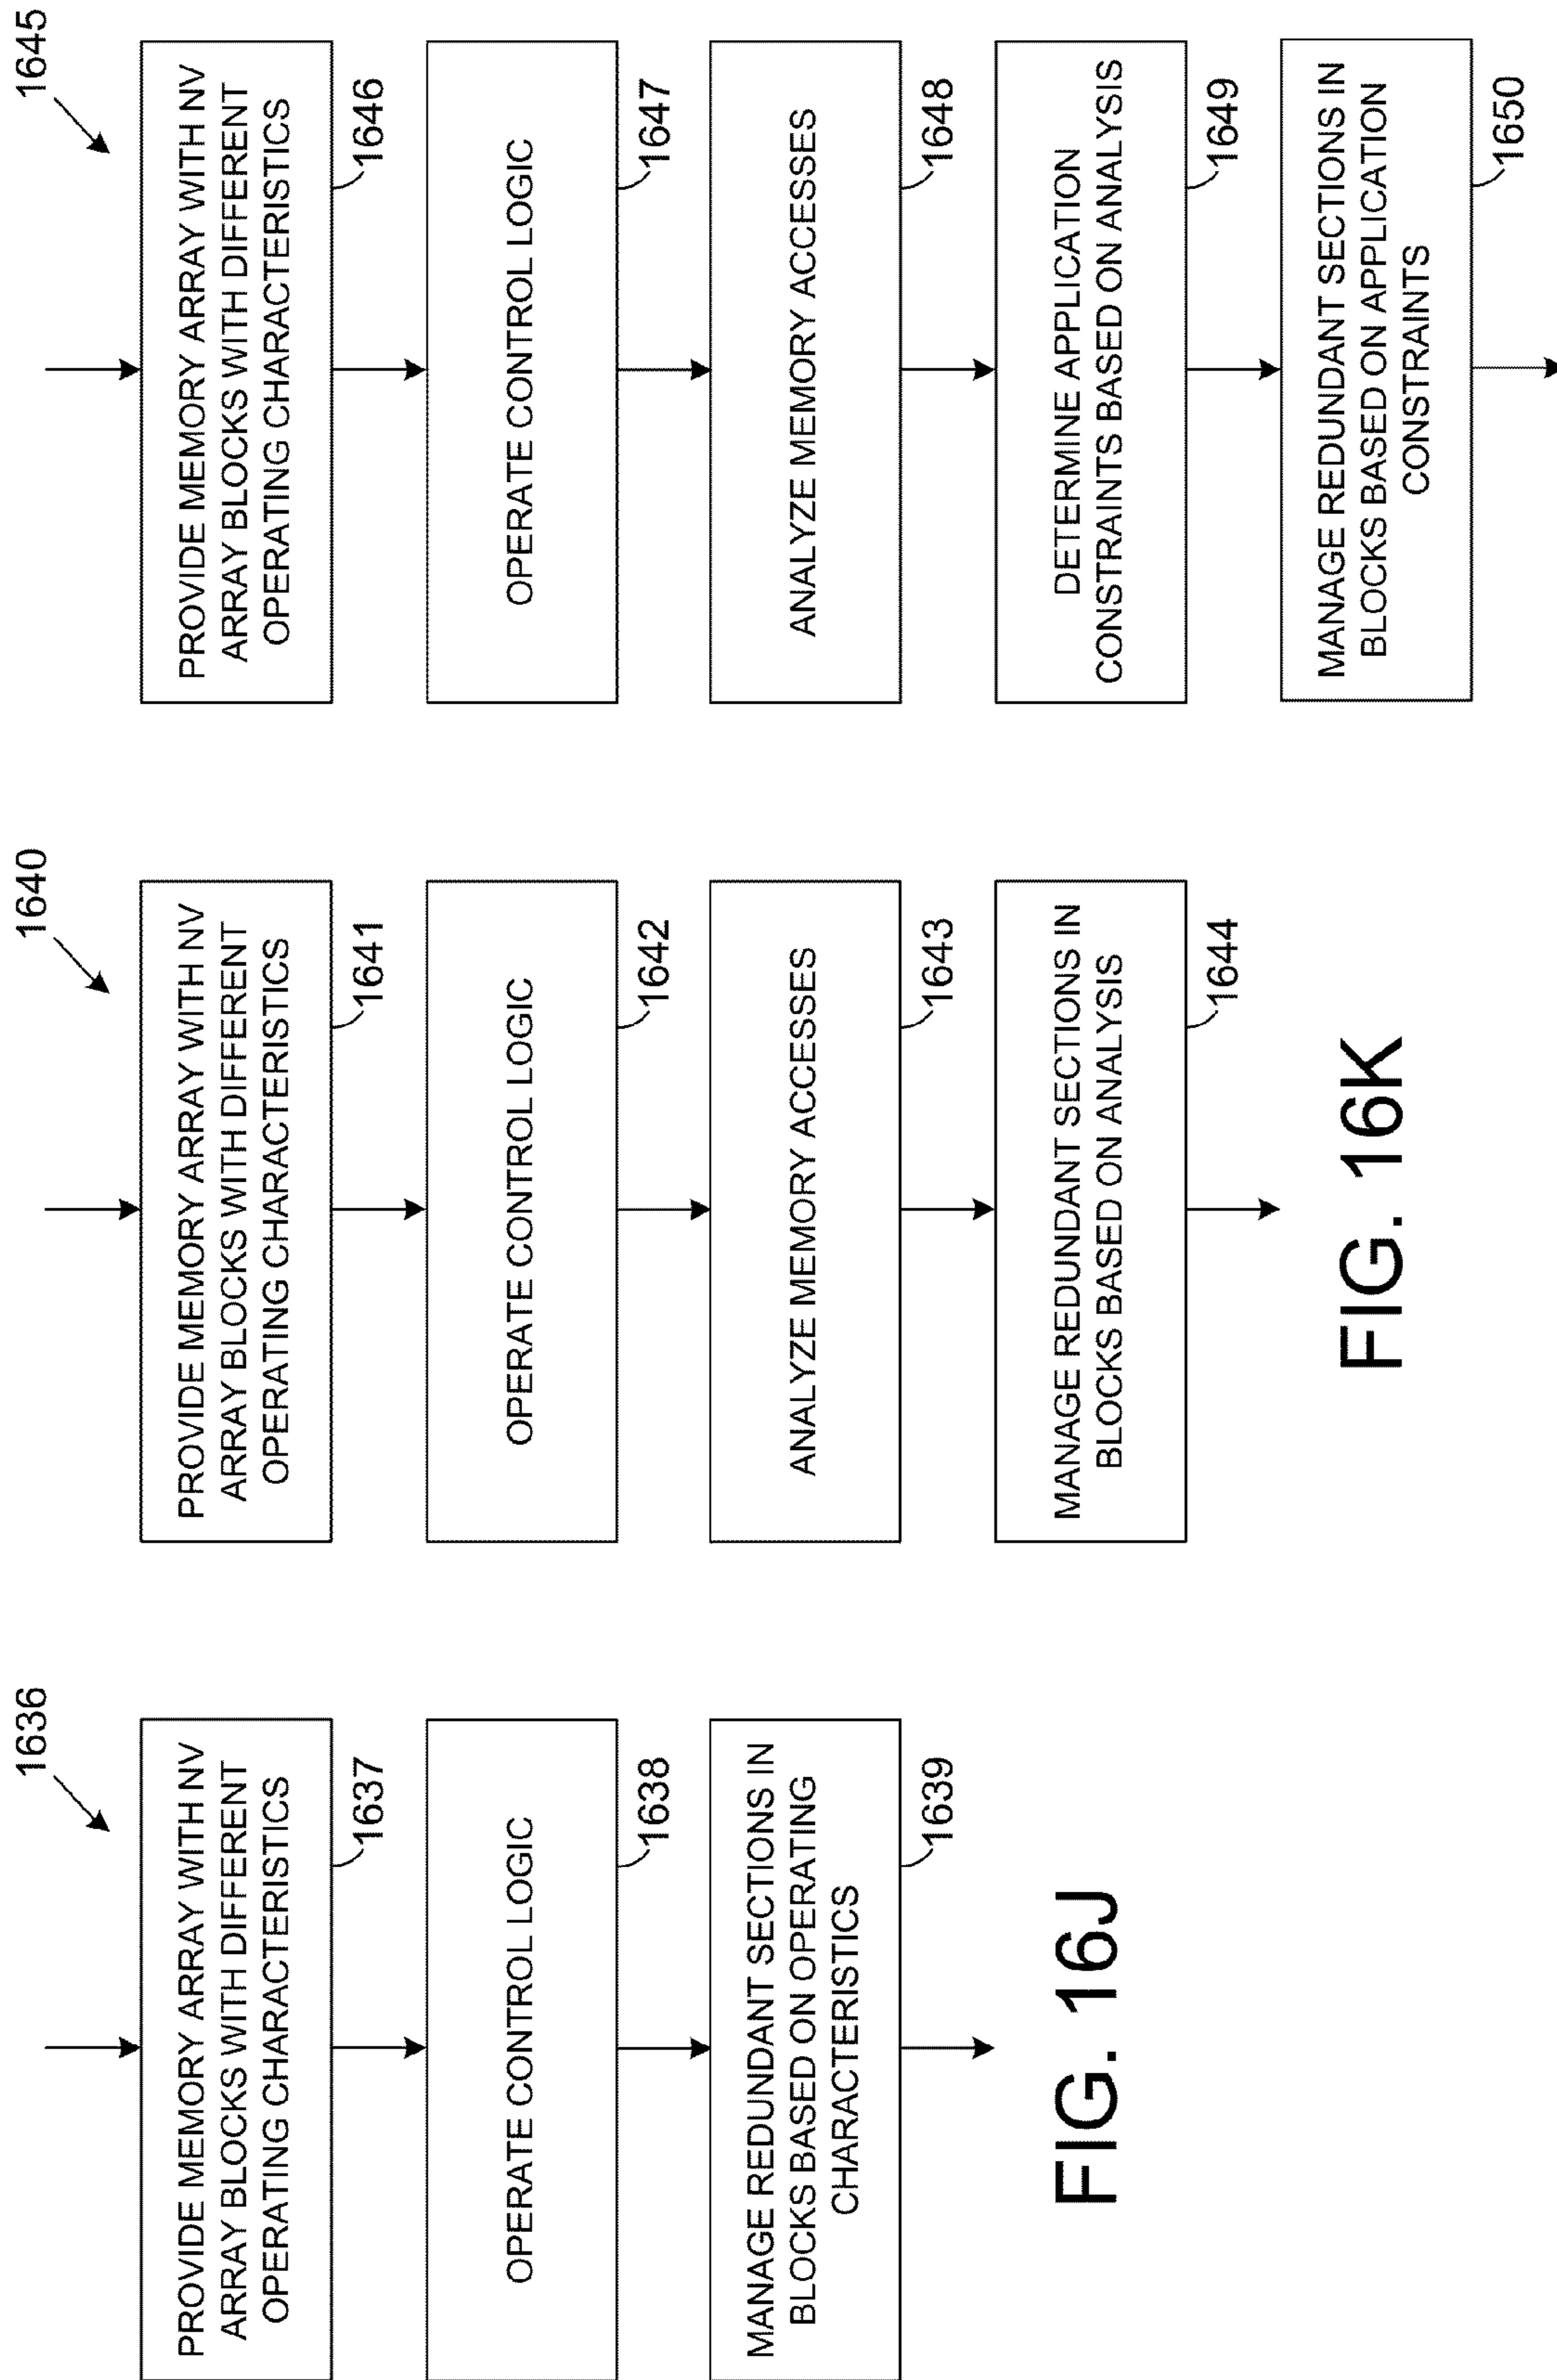 1636
PROVIDE MEMORY ARRAY WITH NV
ARRAY BLOCKS WITH DIFFERENT
OPERATING CHARACTERISTICS
1637
OPERATE CONTROL LOGIC
1638
MANAGE REDUNDANT SECTIONS IN
BLOCKS BASED ON OPERATING
CHARACTERISTICS
1639
FIG. 16J
1640
PROVIDE MEMORY ARRAY WITH NV
ARRAY BLOCKS WITH DIFFERENT
OPERATING CHARACTERISTICS
1641
OPERATE CONTROL LOGIC
1642
ANALYZE MEMORY ACCESSES
1643
MANAGE REDUNDANT SECTIONS IN
BLOCKS BASED ON ANALYSIS
1644
FIG. 16K
1645
PROVIDE MEMORY ARRAY WITH NV
ARRAY BLOCKS WITH DIFFERENT
OPERATING CHARACTERISTICS
1646
OPERATE CONTROL LOGIC
1647
ANALYZE MEMORY ACCESSES
1648
DETERMINE APPLICATION
CONSTRAINTS BASED ON ANALYSIS
1649
MANAGE REDUNDANT SECTIONS IN
BLOCKS BASED ON APPLICATION
CONSTRAINTS
1650